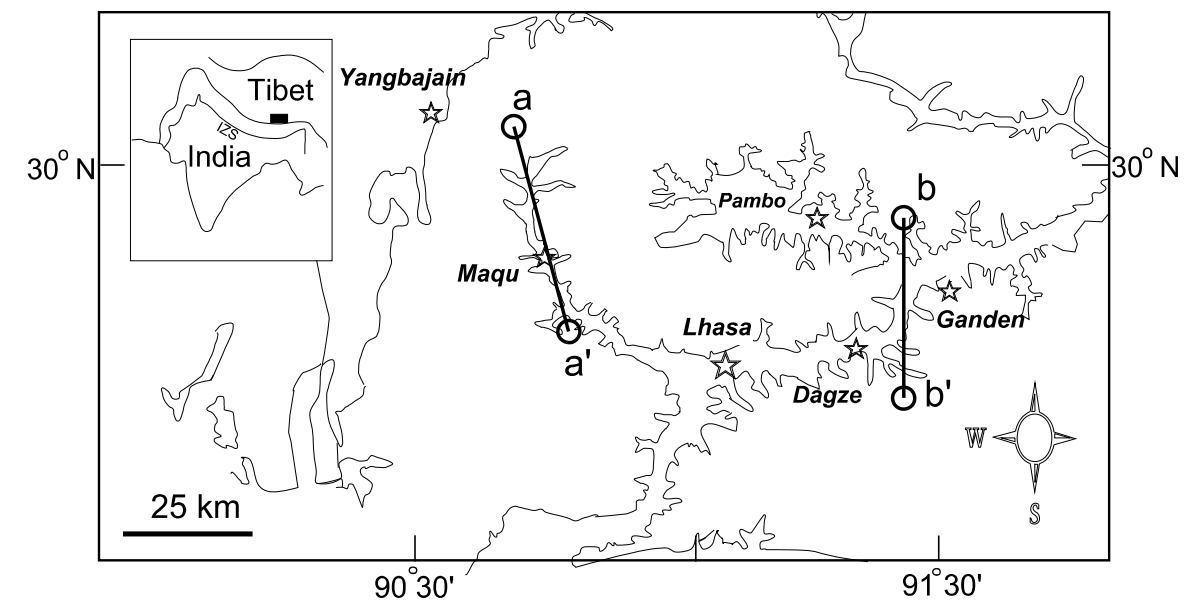 Yangbajain
a
Tibet
IZS
India
30° N
30° N
b
Pambo
Maqu
Ganden
Lhasa
a'
Dagze
b'
W
S
25 km
90°30'
91°30'